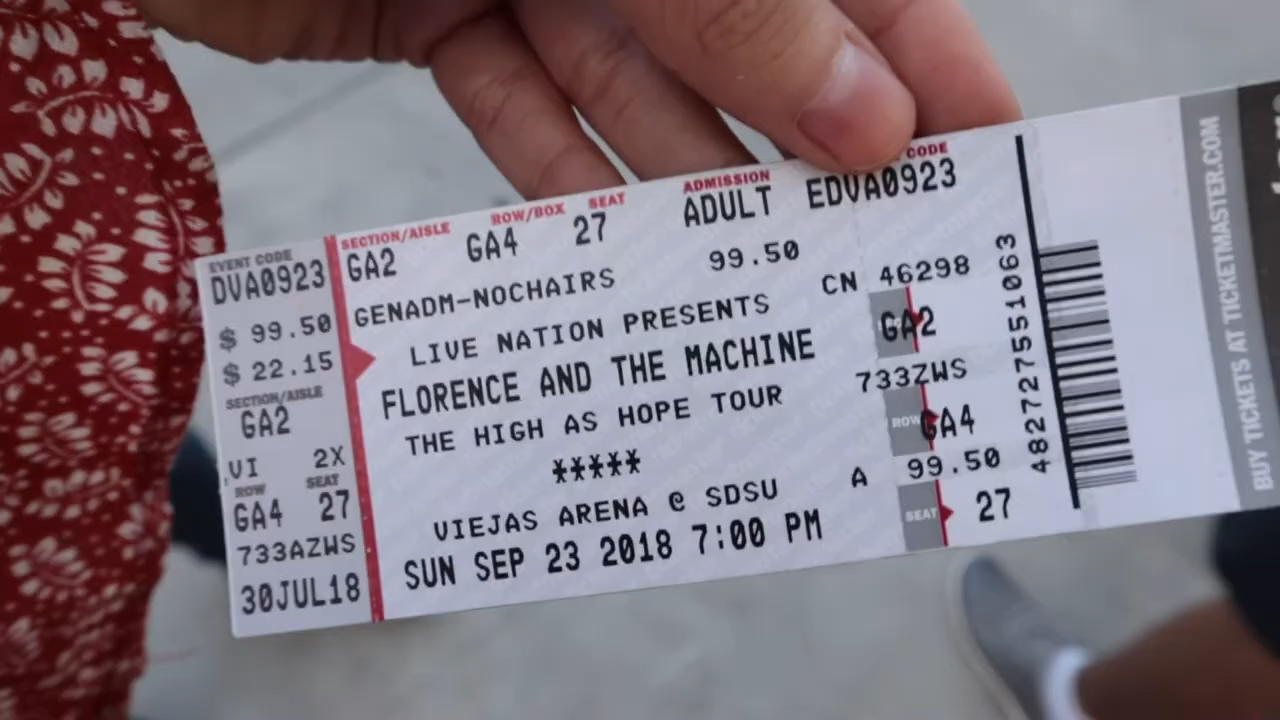 EVENT CODE
DVA0923
$ 99.50
$ 22.15
SECTION/AISLE
GA2
VI 2X
ROW SEAT
GA4 27
733AZWS
30JUL18
SECTION/AISLE ROW/BOX SEAT ADMISSION CODE
GA2 GA4 27 ADULT EDVA0923
GENADM-NOCHAIRS 99.50
LIVE NATION PRESENTS
FLORENCE AND THE MACHINE
THE HIGH AS HOPE TOUR
*****
VIEJAS ARENA @ SDSU
SUN SEP 23 2018 7:00 PM
CN 46298
GA2
733ZWS
ROW GA4
A 99.50
SEAT 27
482727551063
BUY TICKETS AT TICKETMASTER.COM